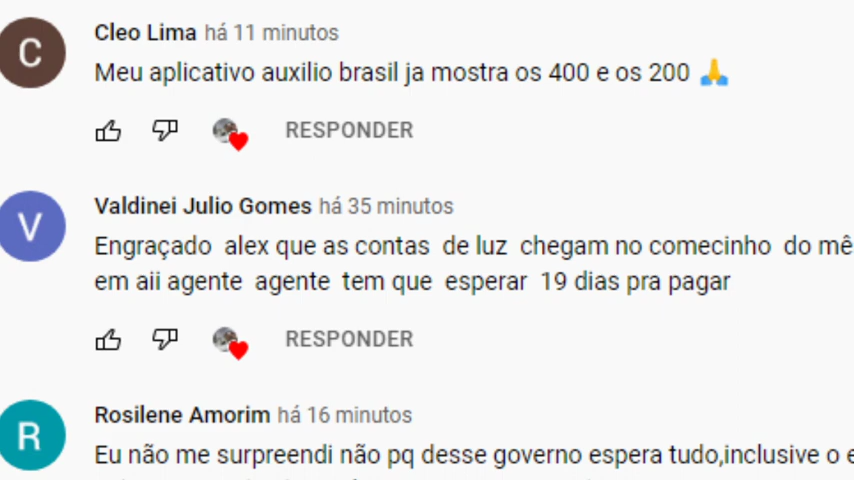 C
Cleo Lima há 11 minutos
Meu aplicativo auxilio brasil ja mostra os 400 e os 200 🙏
RESPONDER
V
Valdinei Julio Gomes há 35 minutos
Engraçado alex que as contas de luz chegam no comecinho do mê
em aii agente agente tem que esperar 19 dias pra pagar
RESPONDER
R
Rosilene Amorim há 16 minutos
Eu não me surpreendi não pq desse governo espera tudo,inclusive o e